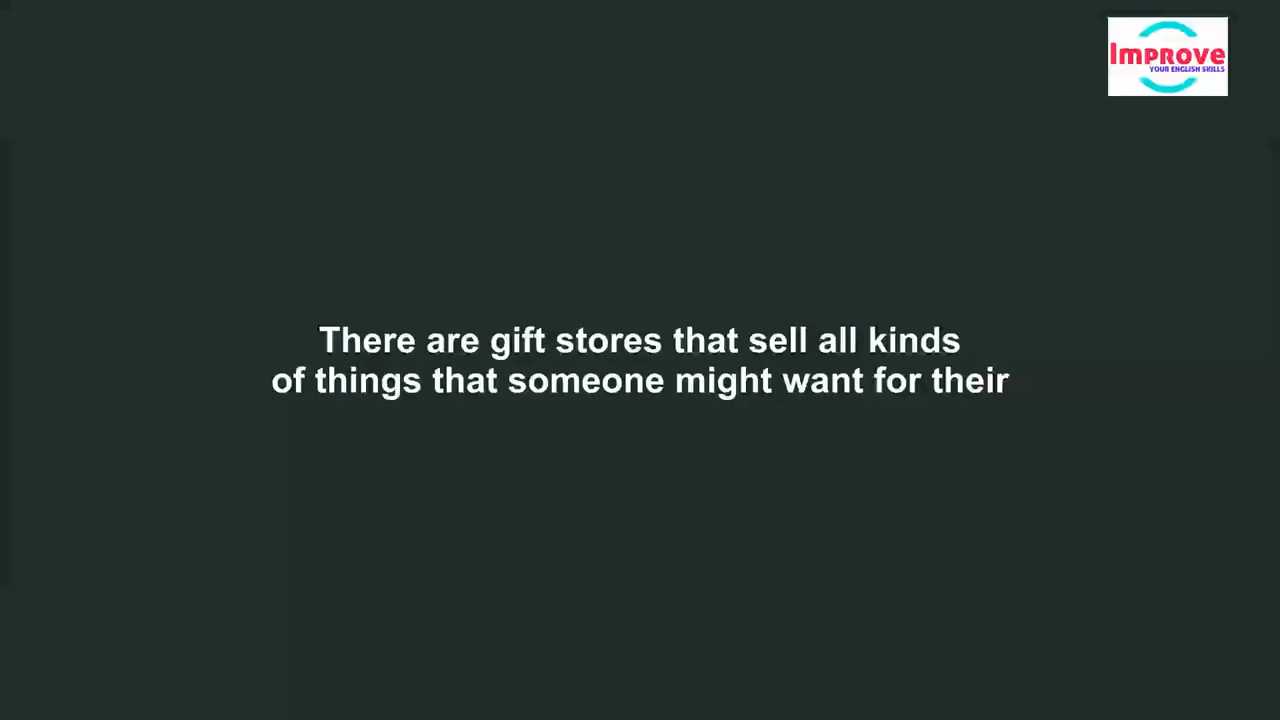 Improve
YOUR ENGLISH SKILLS
There are gift stores that sell all kinds
of things that someone might want for their